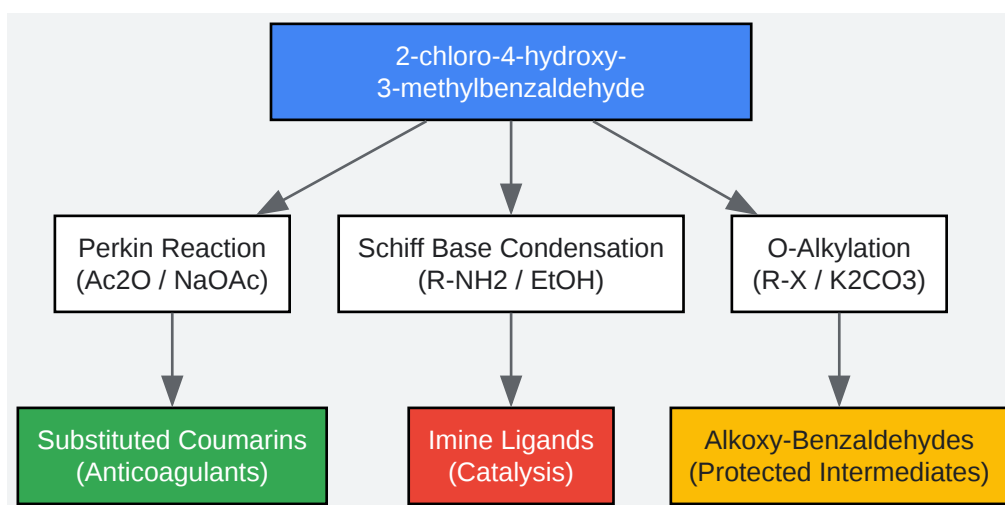 2-chloro-4-hydroxy-
3-methylbenzaldehyde
Perkin Reaction
(Ac2O / NaOAc)
Schiff Base Condensation
(R-NH2 / EtOH)
O-Alkylation
(R-X / K2CO3)
Substituted Coumarins
(Anticoagulants)
Imine Ligands
(Catalysis)
Alkoxy-Benzaldehydes
(Protected Intermediates)